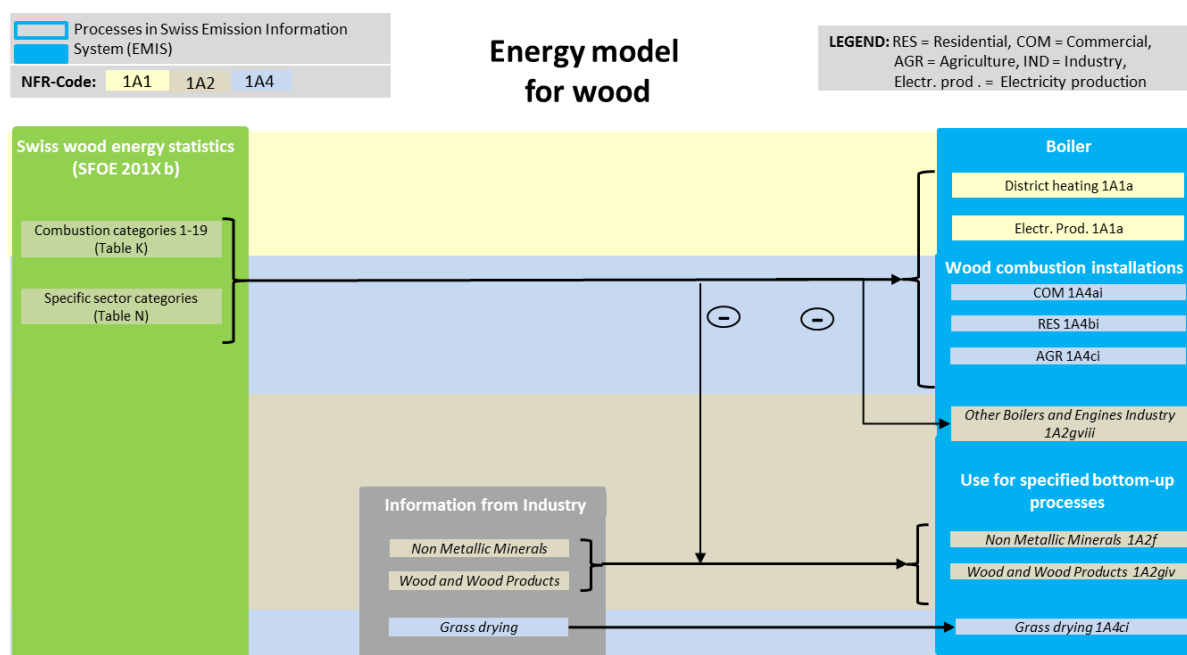 Processes in Swiss Emission Information
System (EMIS)
NFR-Code: 1A1 1A2 1A4
Energy model
for wood
LEGEND: RES = Residential, COM = Commercial,
AGR = Agriculture, IND = Industry,
Electr. prod . = Electricity production
Swiss wood energy statistics
(SFOE 201X b)
Combustion categories 1-19
(Table K)
Specific sector categories
(Table N)
Boiler
District heating 1A1a
Electr. Prod. 1A1a
Wood combustion installations
COM 1A4ai
RES 1A4bi
AGR 1A4ci
-
-
Other Boilers and Engines Industry
1A2gviii
Information from Industry
Non Metallic Minerals
Wood and Wood Products
Grass drying
Use for specified bottom-up
processes
Non Metallic Minerals 1A2f
Wood and Wood Products 1A2giv
Grass drying 1A4ci